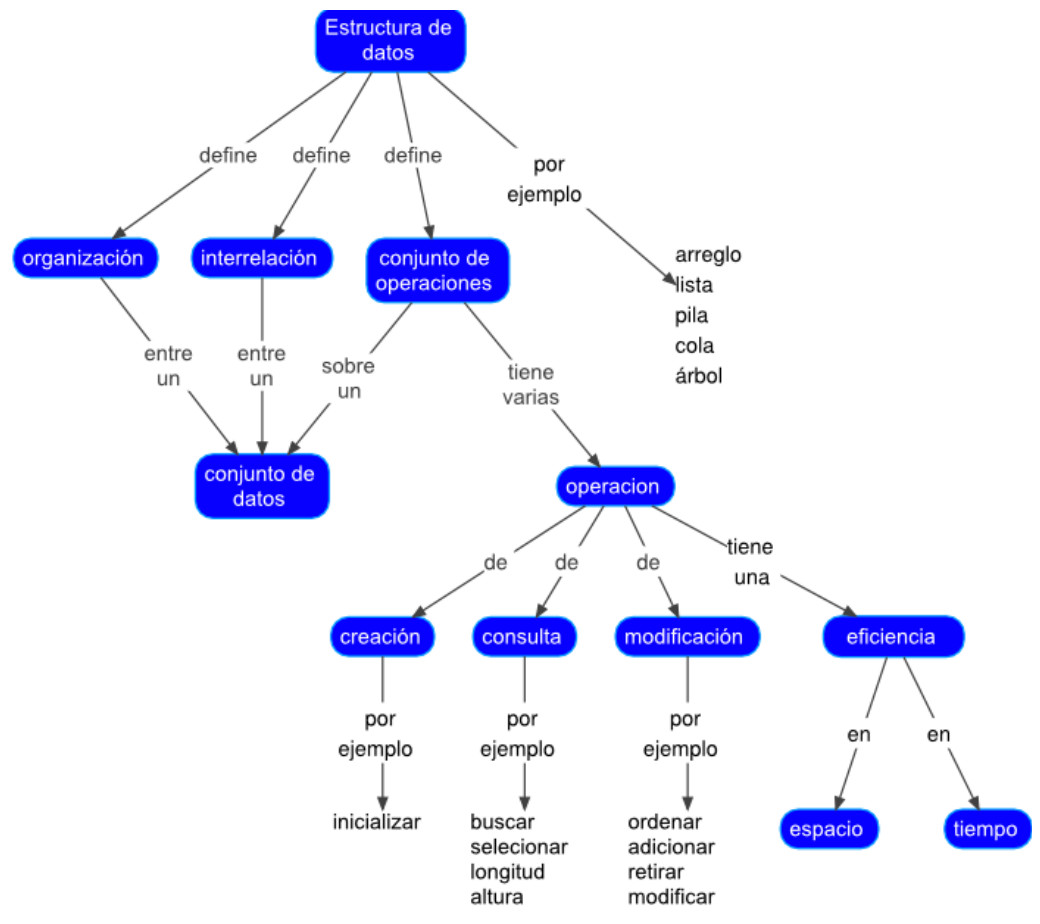 Estructura de
datos
define
define
define
por
ejemplo
organización
interrelación
conjunto de
operaciones
arreglo
lista
pila
cola
árbol
entre
un
entre
un
sobre
un
tiene
varias
conjunto de
datos
operacion
de
de
de
tiene
una
creación
consulta
modificación
eficiencia
por
ejemplo
por
ejemplo
por
ejemplo
en
en
inicializar
buscar
selecionar
longitud
altura
ordenar
adicionar
retirar
modificar
espacio
tiempo